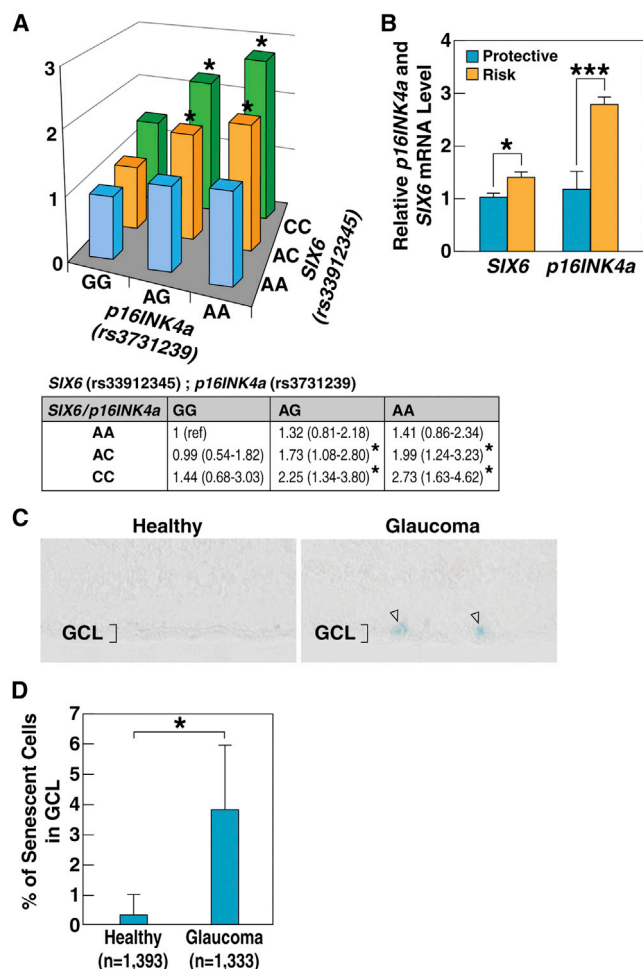 A
3
2
1
0
*
*
*
*
GG
AG
AA
CC
AC
AA
p16INK4a
(rs3731239)
SIX6
(rs33912345)
B
Relative p16INK4a and
SIX6 mRNA Level
4
3
2
1
0
Protective
Risk
*
***
SIX6
p16INK4a
SIX6 (rs33912345) ; p16INK4a (rs3731239)
SIX6/p16INK4a GG AG AA
AA 1 (ref) 1.32 (0.81-2.18) 1.41 (0.86-2.34)
AC 0.99 (0.54-1.82) 1.73 (1.08-2.80)* 1.99 (1.24-3.23)*
CC 1.44 (0.68-3.03) 2.25 (1.34-3.80)* 2.73 (1.63-4.62)*
C
Healthy
Glaucoma
GCL
GCL
D
% of Senescent Cells
in GCL
7
6
5
4
3
2
1
0
*
Healthy
(n=1,393)
Glaucoma
(n=1,333)